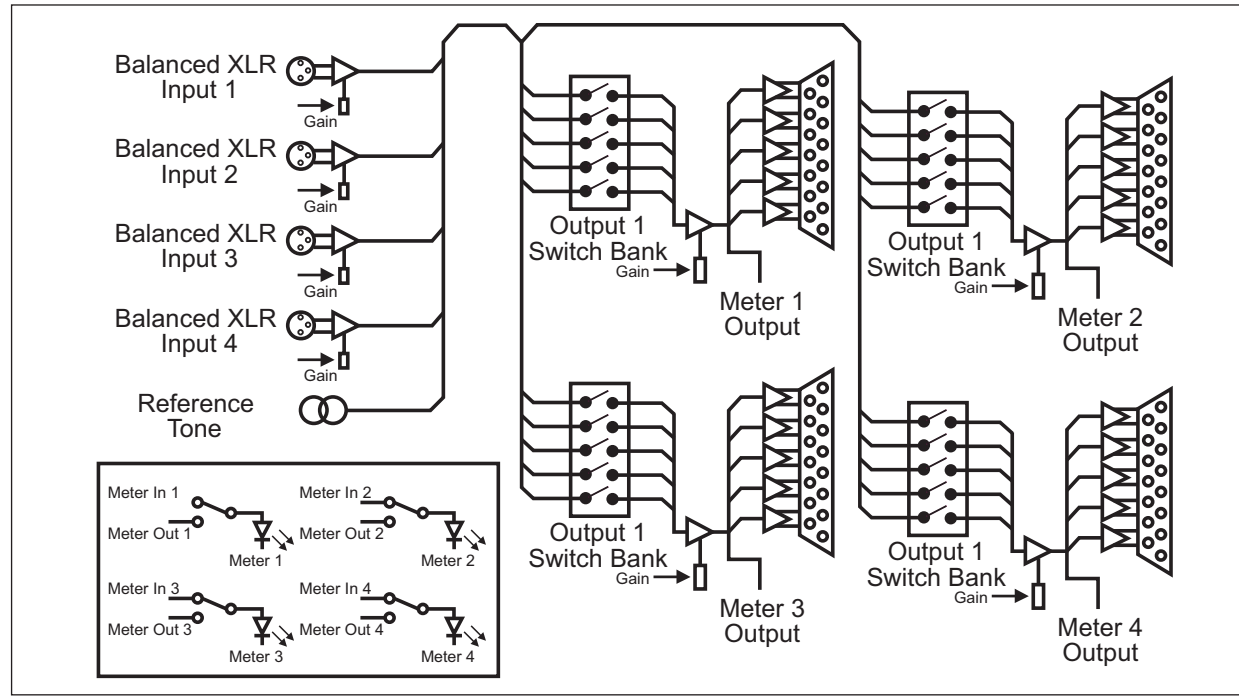 Balanced XLR
Input 1
Gain
Balanced XLR
Input 2
Gain
Balanced XLR
Input 3
Gain
Balanced XLR
Input 4
Gain
Reference
Tone
Output 1
Switch Bank
Gain
Meter 1
Output
Output 1
Switch Bank
Gain
Meter 2
Output
Output 1
Switch Bank
Gain
Meter 3
Output
Output 1
Switch Bank
Gain
Meter 4
Output
Meter In 1
Meter Out 1
Meter 1
Meter In 2
Meter Out 2
Meter 2
Meter In 3
Meter Out 3
Meter 3
Meter In 4
Meter Out 4
Meter 4